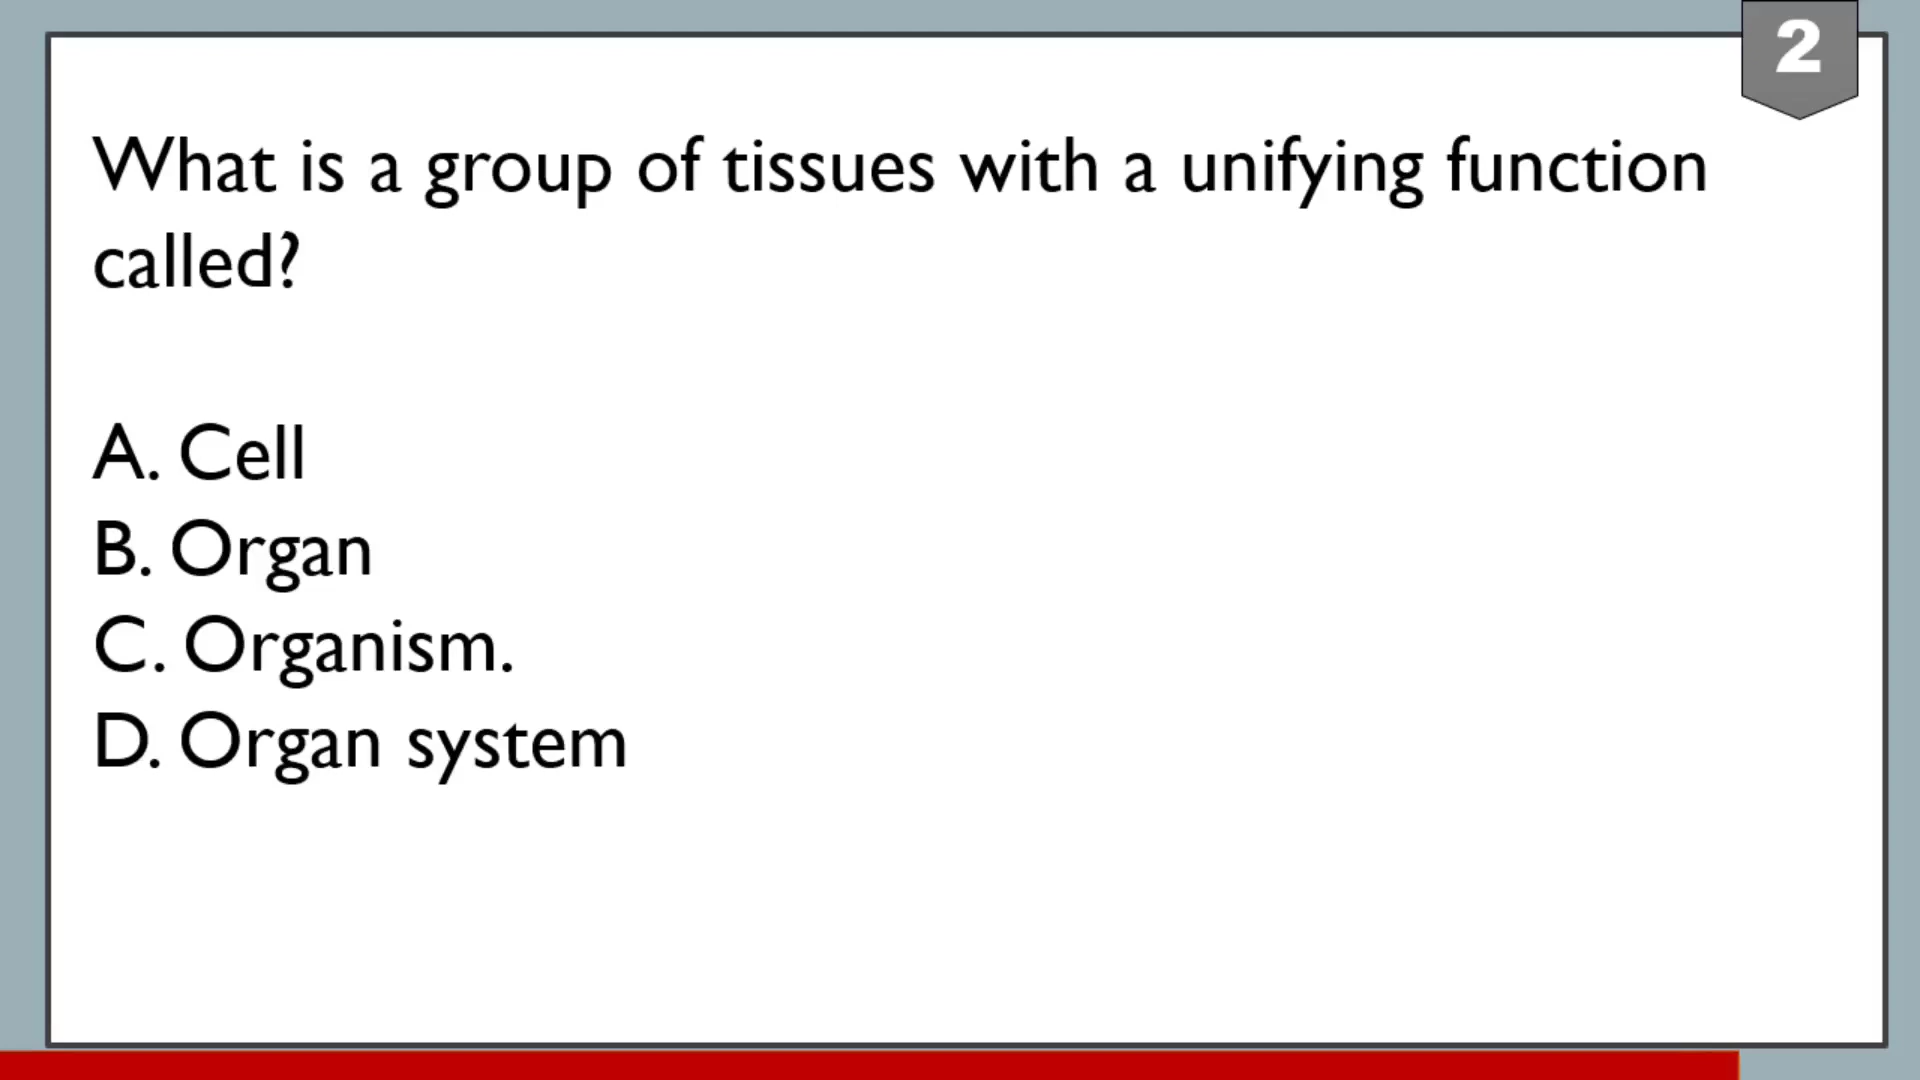 2
What is a group of tissues with a unifying function
called?
A. Cell
B. Organ
C. Organism.
D. Organ system